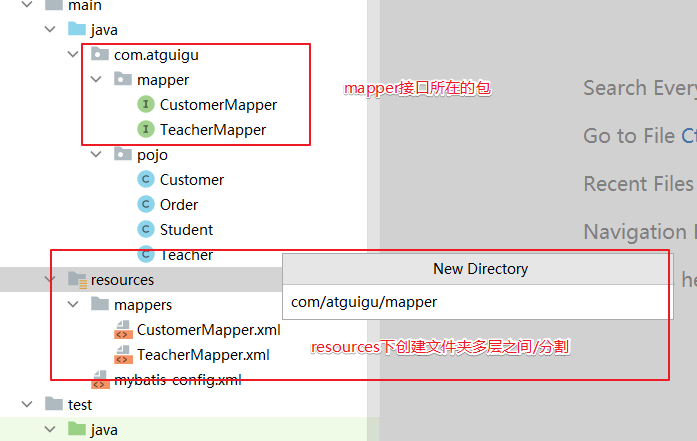 main
java
com.atguigu
mapper
mapper接口所在的包
CustomerMapper
TeacherMapper
pojo
Customer
Order
Student
Teacher
Search Every
Go to File Ct
Recent Files
Navigation
New Directory
com/atguigu/mapper
he
resources
mappers
CustomerMapper.xml
TeacherMapper.xml
resources下创建文件夹多层之间/分割
mybatis-config.xml
test
java